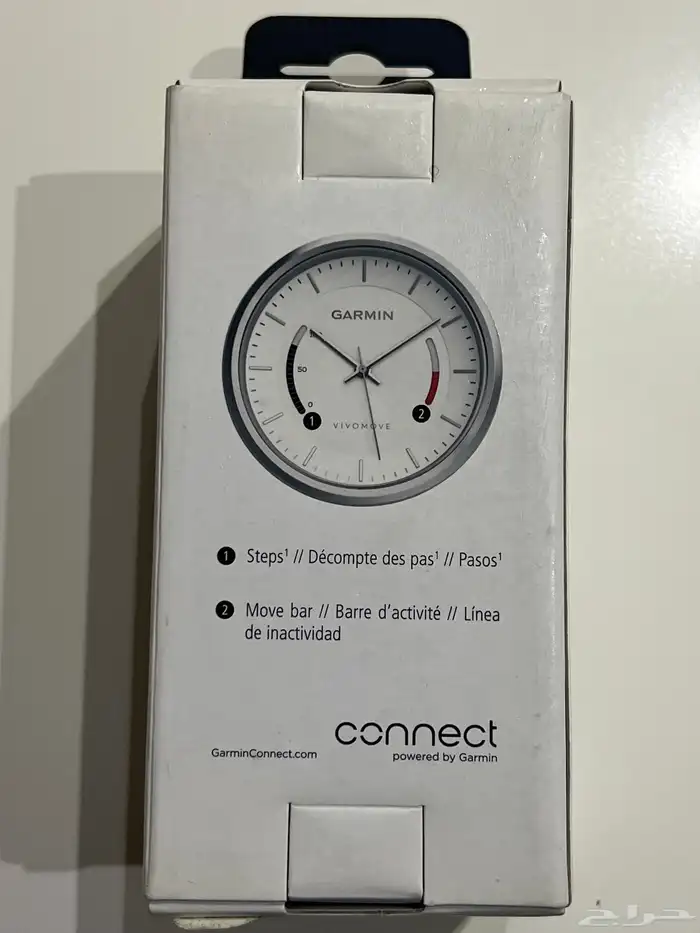 GARMIN
50
0
1
2
VIVOMOVE
1 Steps¹ // Décompte des pas¹ // Pasos¹
2 Move bar // Barre d'activité // Línea
de inactividad
connect
GarminConnect.com
powered by Garmin
حراج